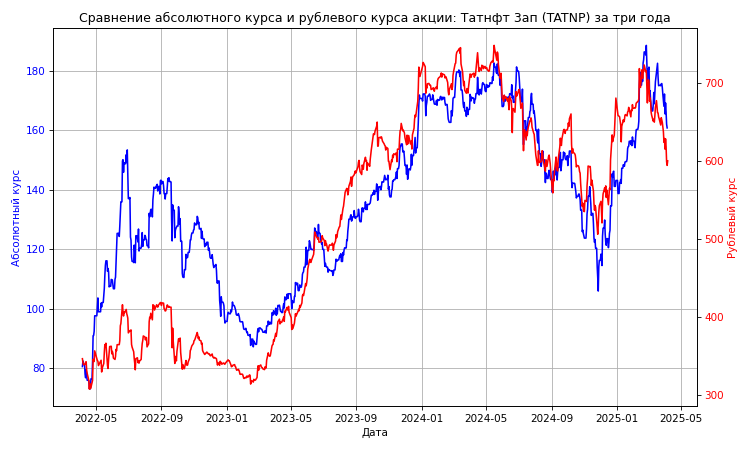 Сравнение абсолютного курса и рублевого курса акции: Татнфт 3ап (TATNP) за три года
Абсолютный курс
180
160
140
120
100
80
700
600
500
400
300
Рублевый курс
2022-05 2022-09 2023-01 2023-05 2023-09 2024-01 2024-05 2024-09 2025-01 2025-05
Дата